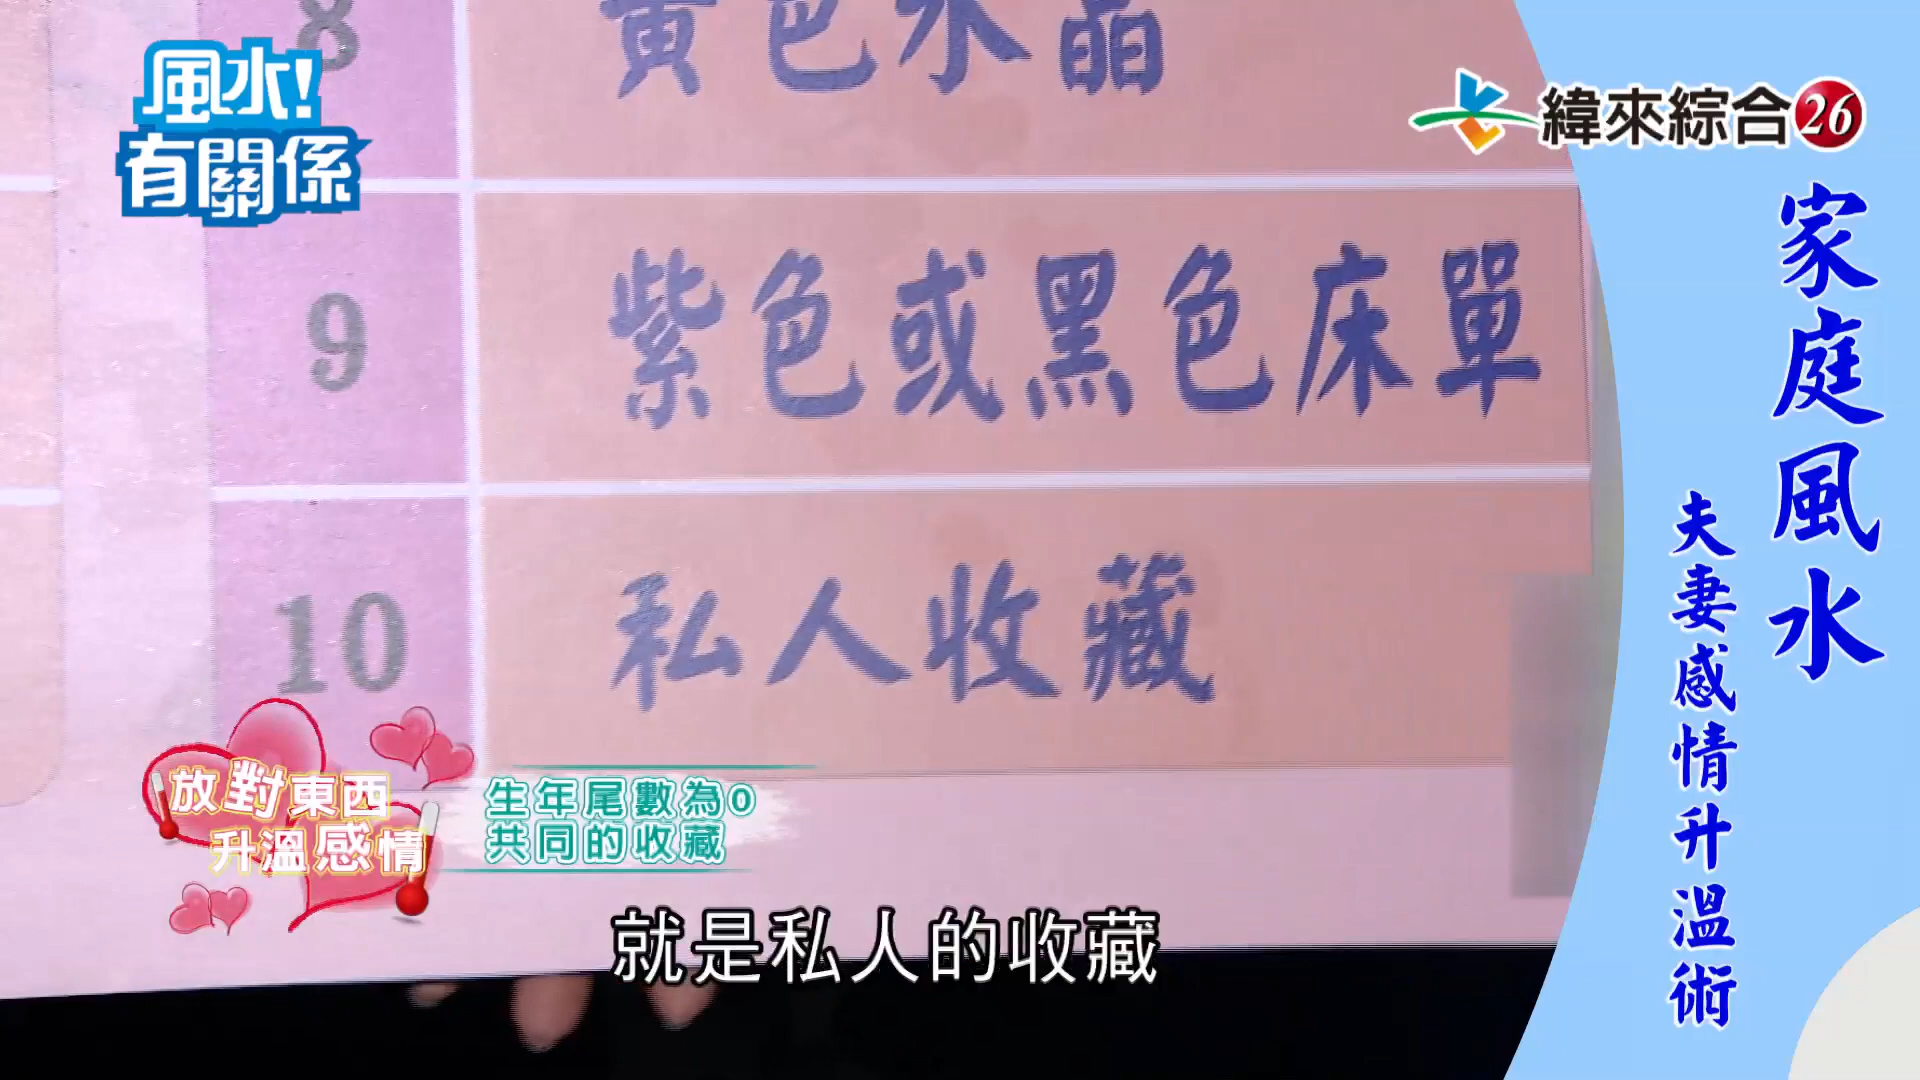 風水!
有關係
緯來綜合26
8 黃色水晶
9 紫色或黑色床單
10 私人收藏
家庭風水
夫妻感情升溫術
放對東西
升溫感情
生年尾數為0
共同的收藏
就是私人的收藏